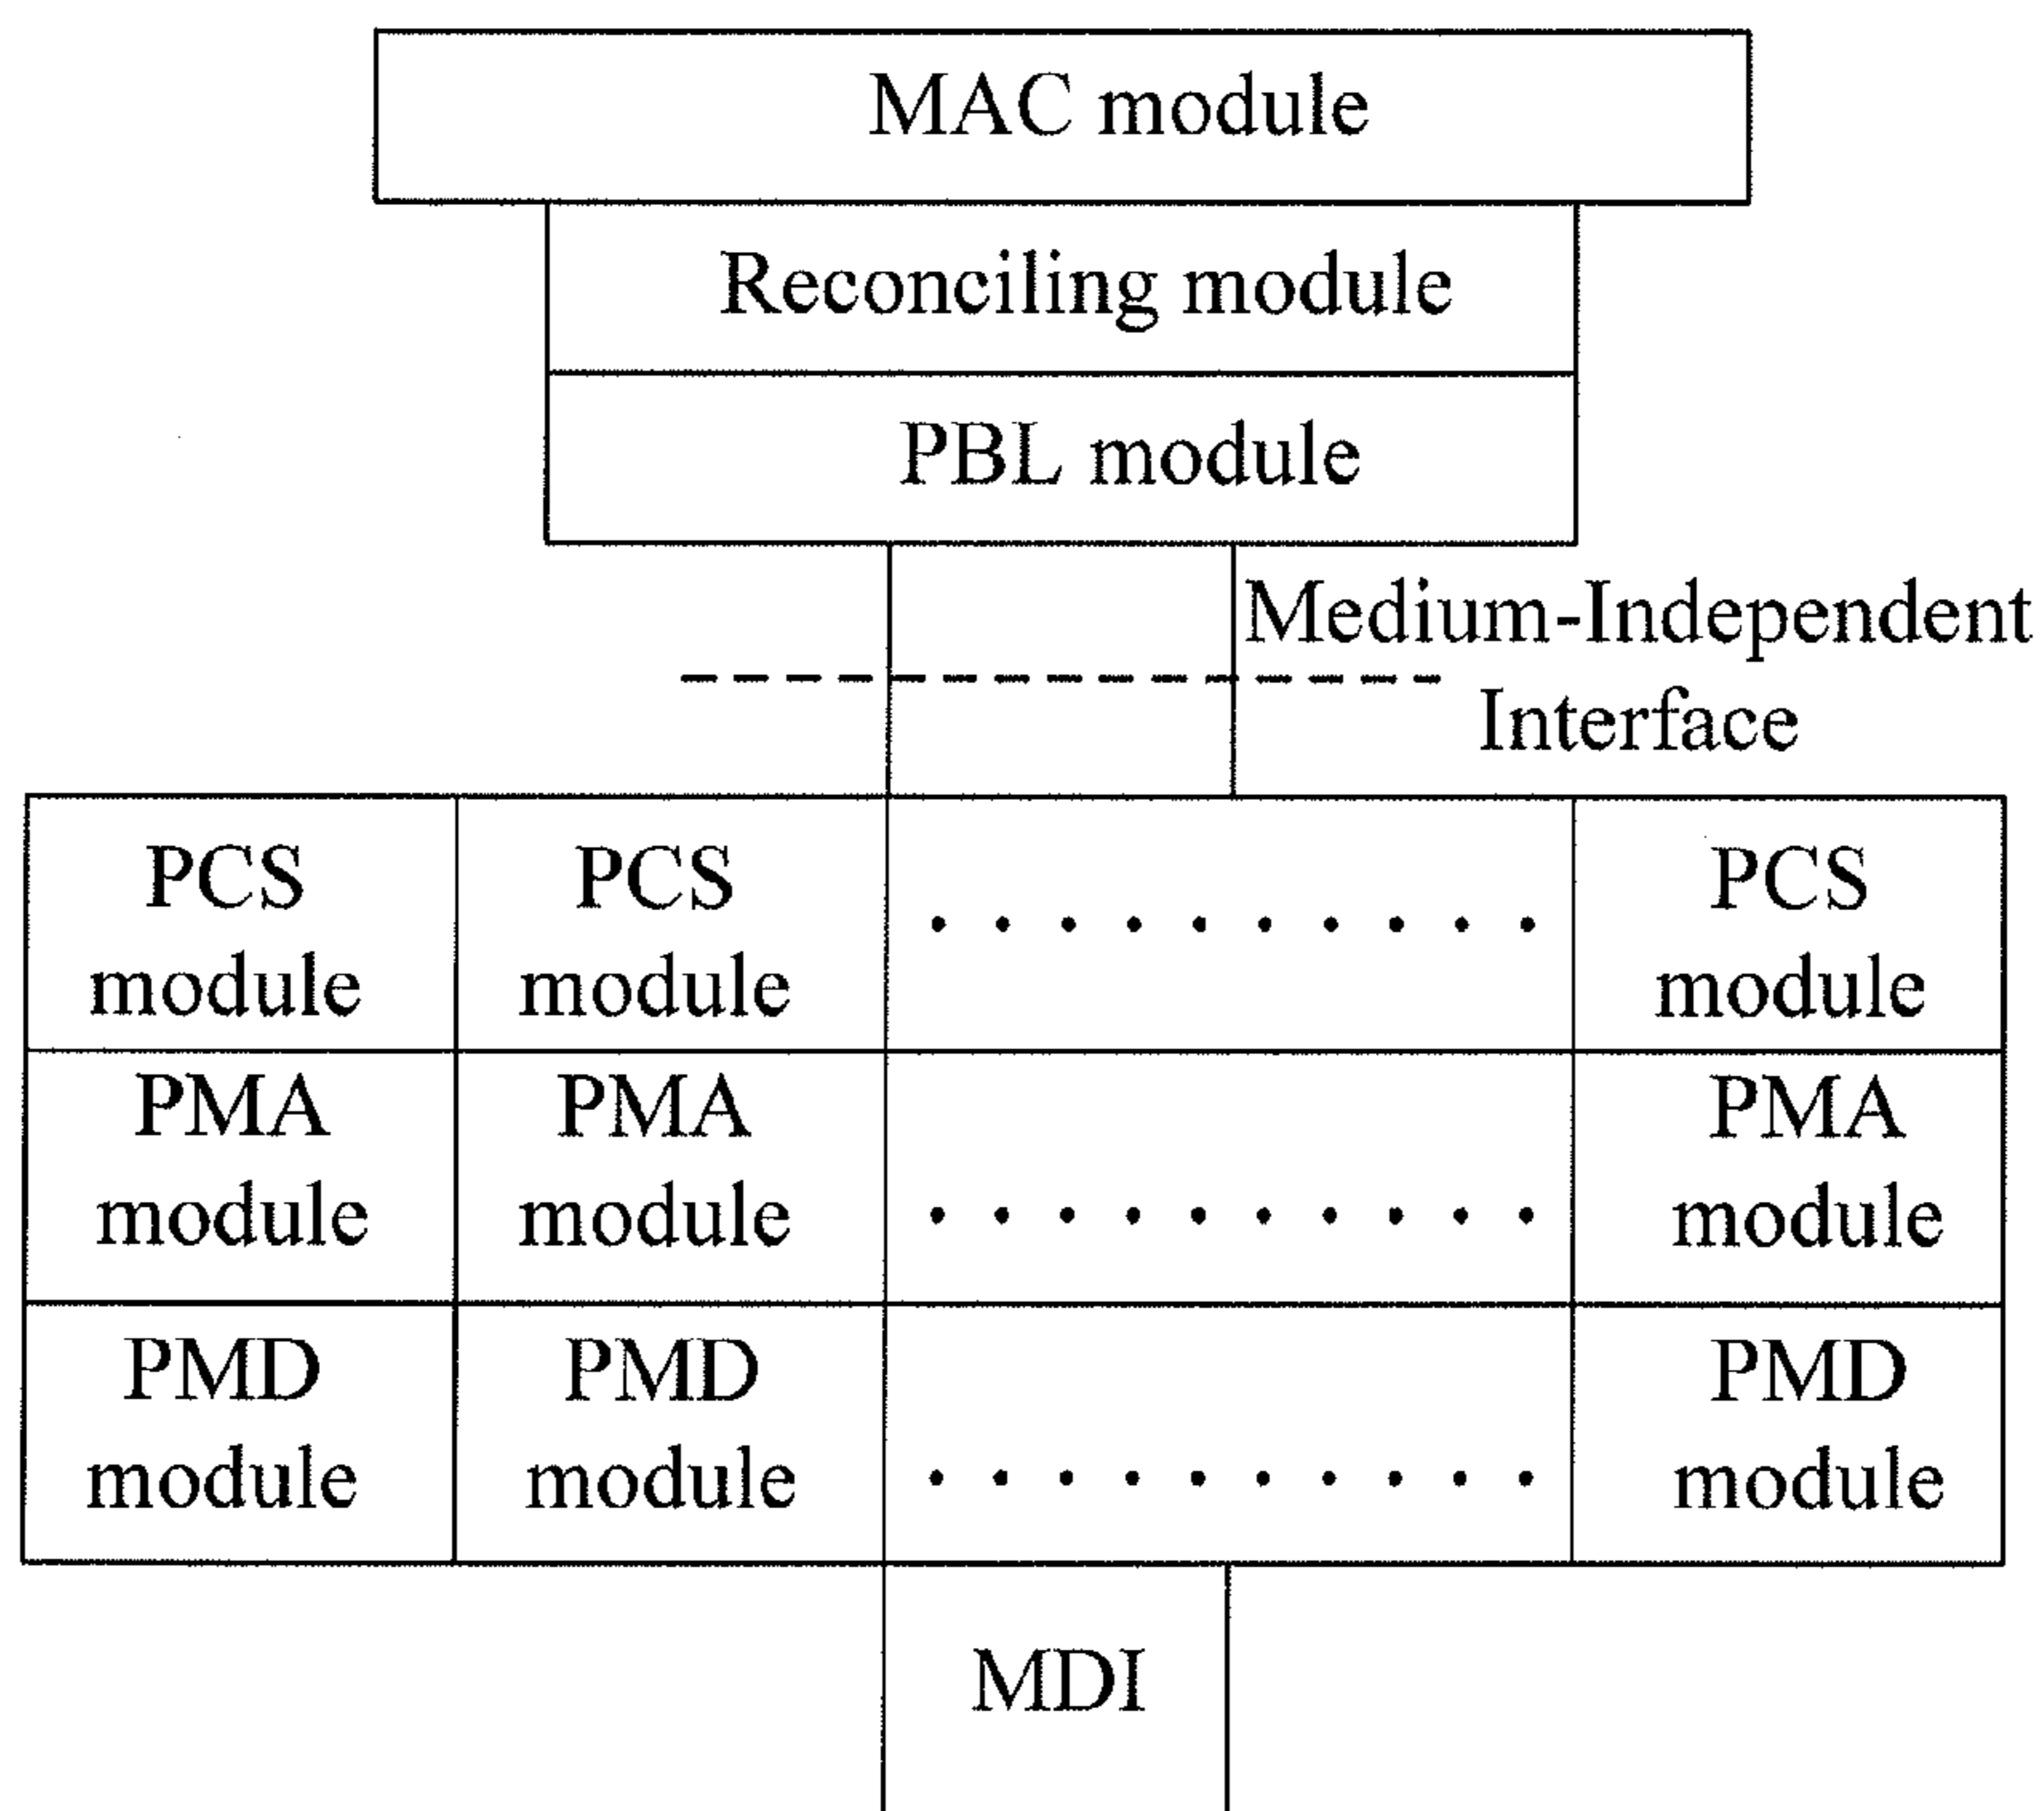 MAC module
Reconciling module
PBL module
Medium-Independent
Interface
PCS
module
PCS
module
. . . . . . . . . .
PCS
module
PMA
module
PMA
module
. . . . . . . . . .
PMA
module
PMD
module
PMD
module
. . . . . . . . . .
PMD
module
MDI